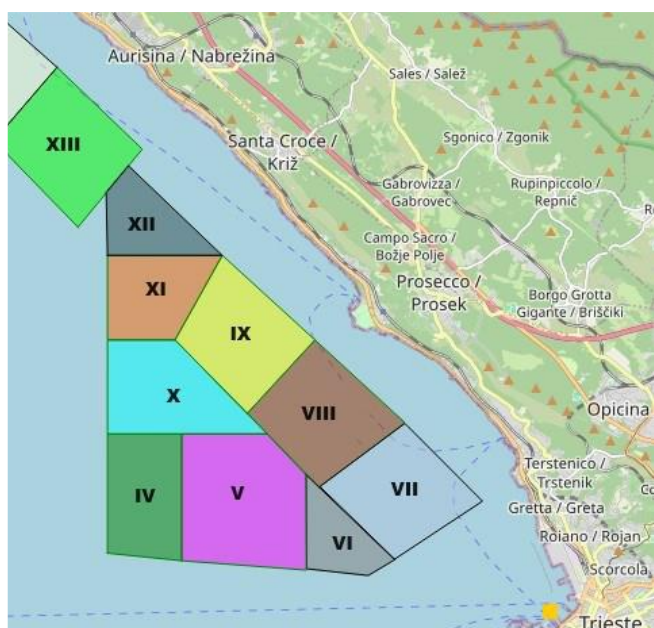 Aurisina / Nabrežina
Sales / Salež
XIII
Santa Croce /
Križ
Sgonico / Zgonik
Gabrovizza /
Gabrovec
Rupinpiccolo /
Repnič
XII
Campo Sacro /
Božje Polje
XI
Prosecco /
Prosek
Borgo Grotta
Gigante / Briščiki
IX
X
VIII
Opicina
Terstenico /
Trstenik
VII
IV
V
Gretta / Greta
VI
Roiano / Rojan
Scorcola
Trieste